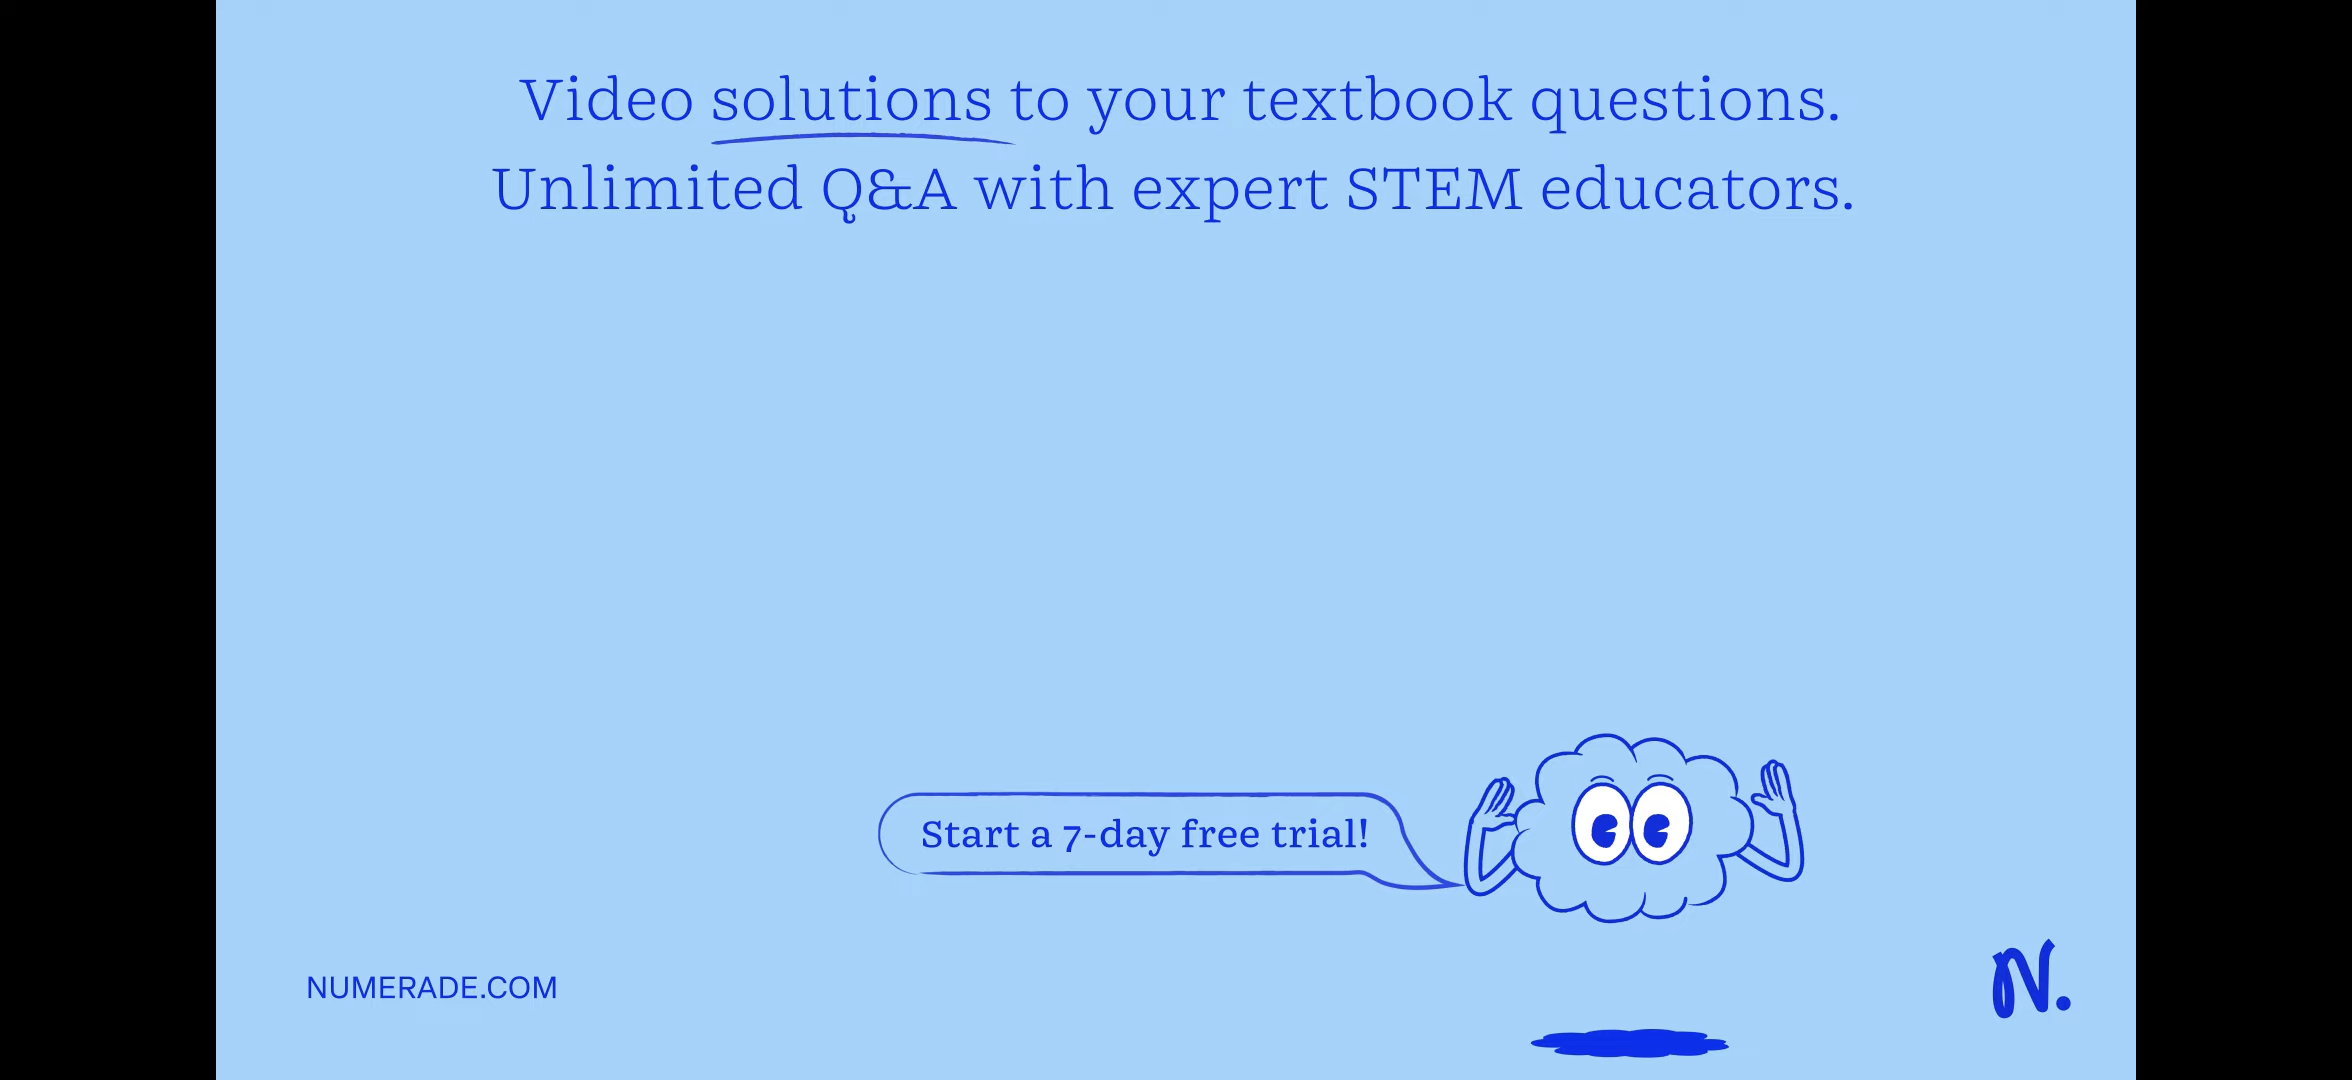 Video solutions to your textbook questions.
Unlimited Q&A with expert STEM educators.
Start a 7-day free trial!
NUMERADE.COM
N.